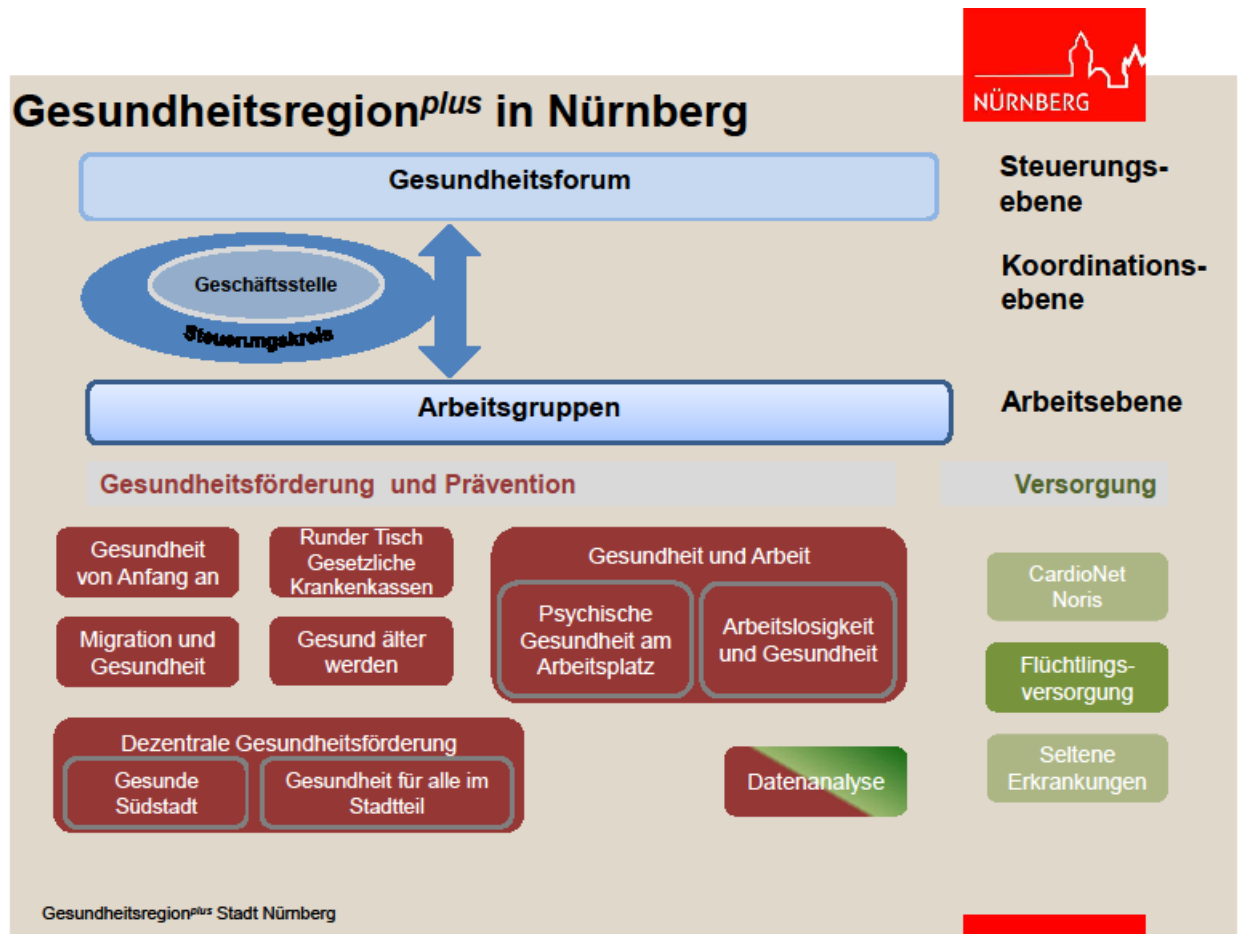 NÜRNBERG
Gesundheitsregionplus in Nürnberg
Gesundheitsforum
Steuerungs-
ebene
Geschäftsstelle
Steuerungskreis
Koordinations-
ebene
Arbeitsgruppen
Arbeitsebene
Gesundheitsförderung und Prävention
Versorgung
Gesundheit
von Anfang an
Runder Tisch
Gesetzliche
Krankenkassen
Migration und
Gesundheit
Gesund älter
werden
Gesundheit und Arbeit
Psychische
Gesundheit am
Arbeitsplatz
Arbeitslosigkeit
und Gesundheit
CardioNet
Noris
Flüchtlings-
versorgung
Seltene
Erkrankungen
Dezentrale Gesundheitsförderung
Gesunde
Südstadt
Gesundheit für alle im
Stadtteil
Datenanalyse
Gesundheitsregionplus Stadt Nürnberg